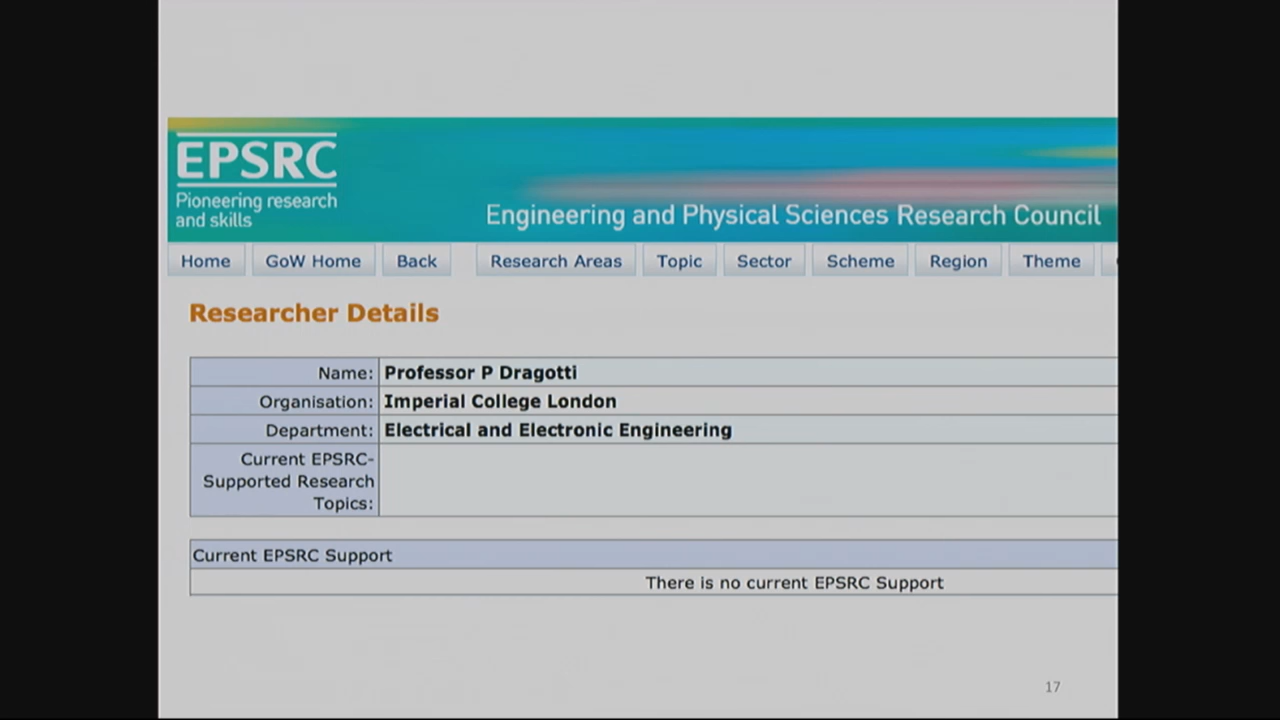 EPSRC
Pioneering research
and skills
Engineering and Physical Sciences Research Council
Home GoW Home Back Research Areas Topic Sector Scheme Region Theme
Researcher Details
Name: Professor P Dragotti
Organisation: Imperial College London
Department: Electrical and Electronic Engineering
Current EPSRC-
Supported Research
Topics:
Current EPSRC Support
There is no current EPSRC Support
17